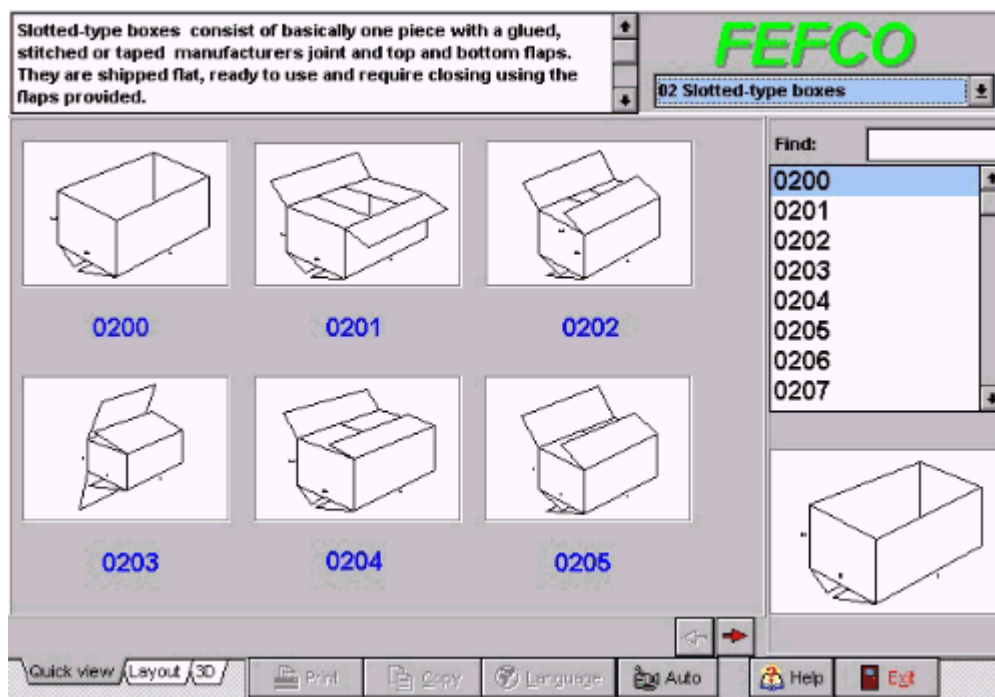 Slotted-type boxes consist of basically one piece with a glued,
stitched or taped manufacturers joint and top and bottom flaps.
They are shipped flat, ready to use and require closing using the
flaps provided.
FEFCO
02 Slotted-type boxes
Find:
0200
0201
0202
0203
0204
0205
0206
0207
0200
0201
0202
0203
0204
0205
Quick view
Layout
3D
Print
Copy
Language
Auto
Help
Exit